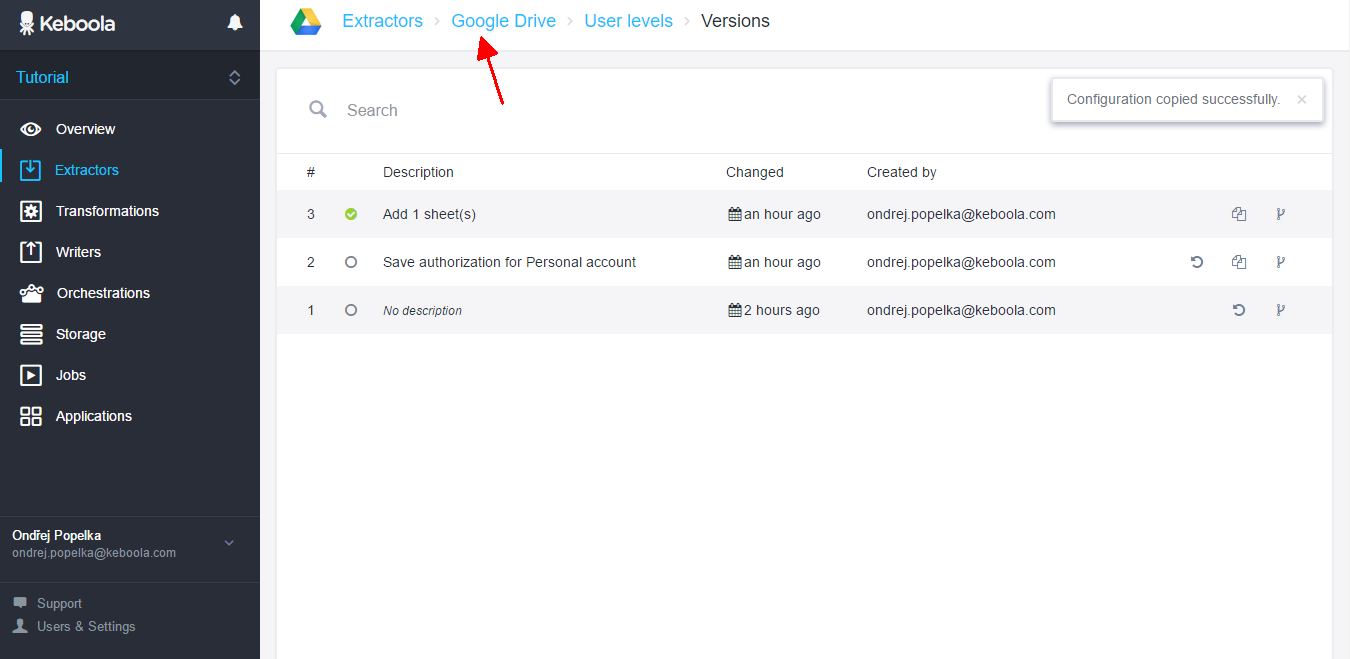 Keboola
Extractors › Google Drive › User levels › Versions
Tutorial
Overview
Extractors
Transformations
Writers
Orchestrations
Storage
Jobs
Applications
Ondřej Popelka
ondrej.popelka@keboola.com
Support
Users & Settings
Search
Configuration copied successfully. ×
# Description Changed Created by
3 Add 1 sheet(s) an hour ago ondrej.popelka@keboola.com
2 Save authorization for Personal account an hour ago ondrej.popelka@keboola.com
1 No description 2 hours ago ondrej.popelka@keboola.com